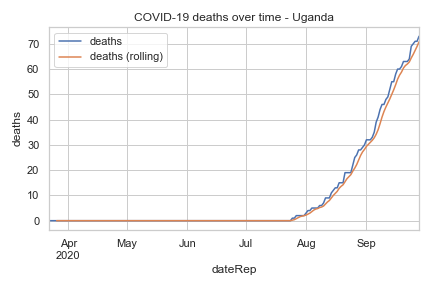 COVID-19 deaths over time - Uganda
deaths
deaths (rolling)
70
60
50
40
30
20
10
0
deaths
Apr
2020
May
Jun
Jul
Aug
Sep
dateRep